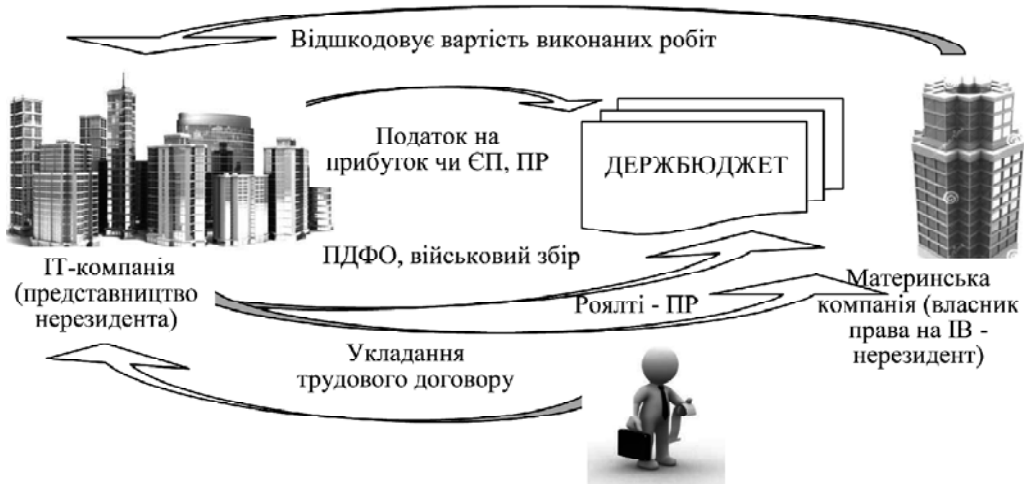 Відшкодовує вартість виконаних робіт
Податок на
прибуток чи ЄП, ПР
ДЕРЖБЮДЖЕТ
ПДФО, військовий збір
ІТ-компанія
(представництво
нерезидента)
Роялті - ПР
Материнська
компанія (власник
права на ІВ -
нерезидент)
Укладання
трудового договору